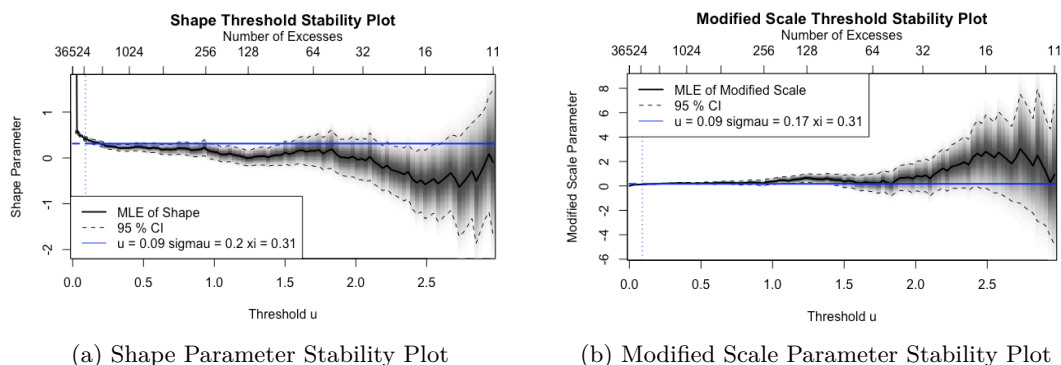 Shape Threshold Stability Plot
Number of Excesses
36524 1024 256 128 64 32 16 11
Shape Parameter
1
0
-1
-2
MLE of Shape
95 % CI
u = 0.09 sigmau = 0.2 xi = 0.31
0.0 0.5 1.0 1.5 2.0 2.5
Threshold u
(a) Shape Parameter Stability Plot
Modified Scale Threshold Stability Plot
Number of Excesses
36524 1024 256 128 64 32 16 11
Modified Scale Parameter
8
6
4
2
0
-2
-4
-6
MLE of Modified Scale
95 % CI
u = 0.09 sigmau = 0.17 xi = 0.31
0.0 0.5 1.0 1.5 2.0 2.5
Threshold u
(b) Modified Scale Parameter Stability Plot